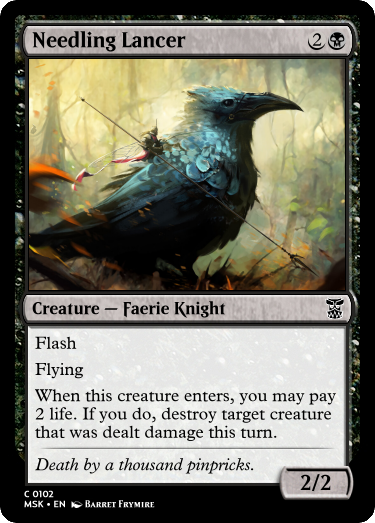 Needling Lancer 2
Creature — Faerie Knight
Flash
Flying
When this creature enters, you may pay
2 life. If you do, destroy target creature
that was dealt damage this turn.
Death by a thousand pinpricks.
2/2
C 0102
MSK • EN Barret Frymire